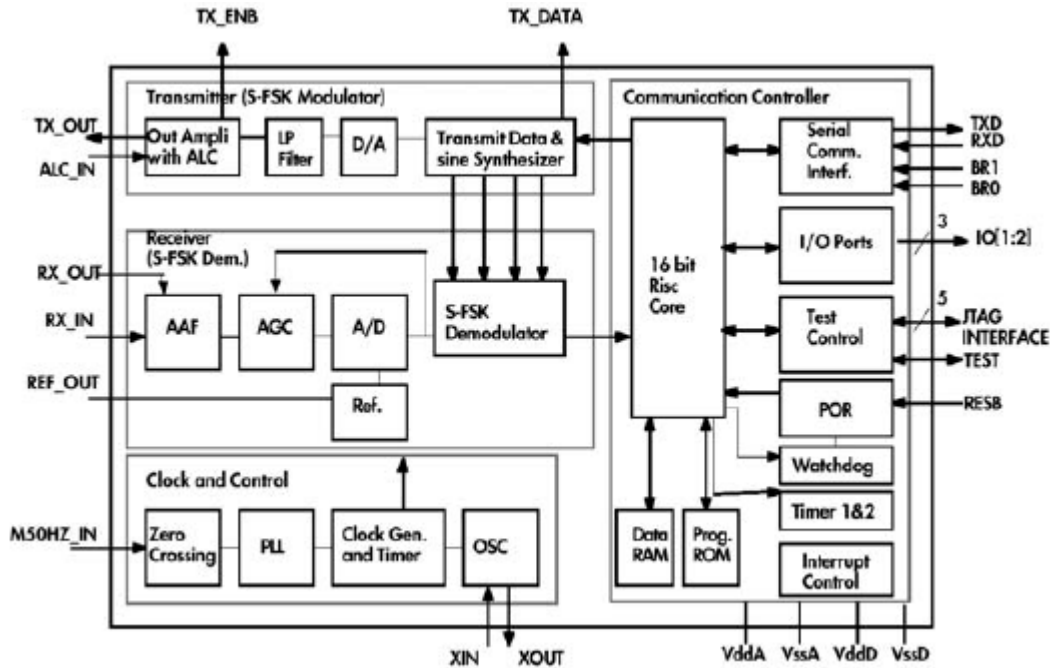 TX_ENB
TX_DATA
Transmitter (S-FSK Modulator)
Communication Controller
TX_OUT
ALC_IN
Out Ampli
with ALC
LP
Filter
D/A
Transmit Data &
sine Synthesizer
Serial
Comm.
Interf.
TXD
RXD
BR1
BR0
Receiver
(S-FSK Dem.)
RX_OUT
RX_IN
REF_OUT
AAF
AGC
A/D
S-FSK
Demodulator
Ref.
16 bit
Risc
Core
I/O Ports
3
IO[1:2]
Test
Control
5
JTAG
INTERFACE
TEST
POR
RESB
Watchdog
Timer 1&2
Interrupt
Control
Data
RAM
Prog.
ROM
Clock and Control
M50HZ_IN
Zero
Crossing
PLL
Clock Gen.
and Timer
OSC
XIN
XOUT
VddA
VssA
VddD
VssD